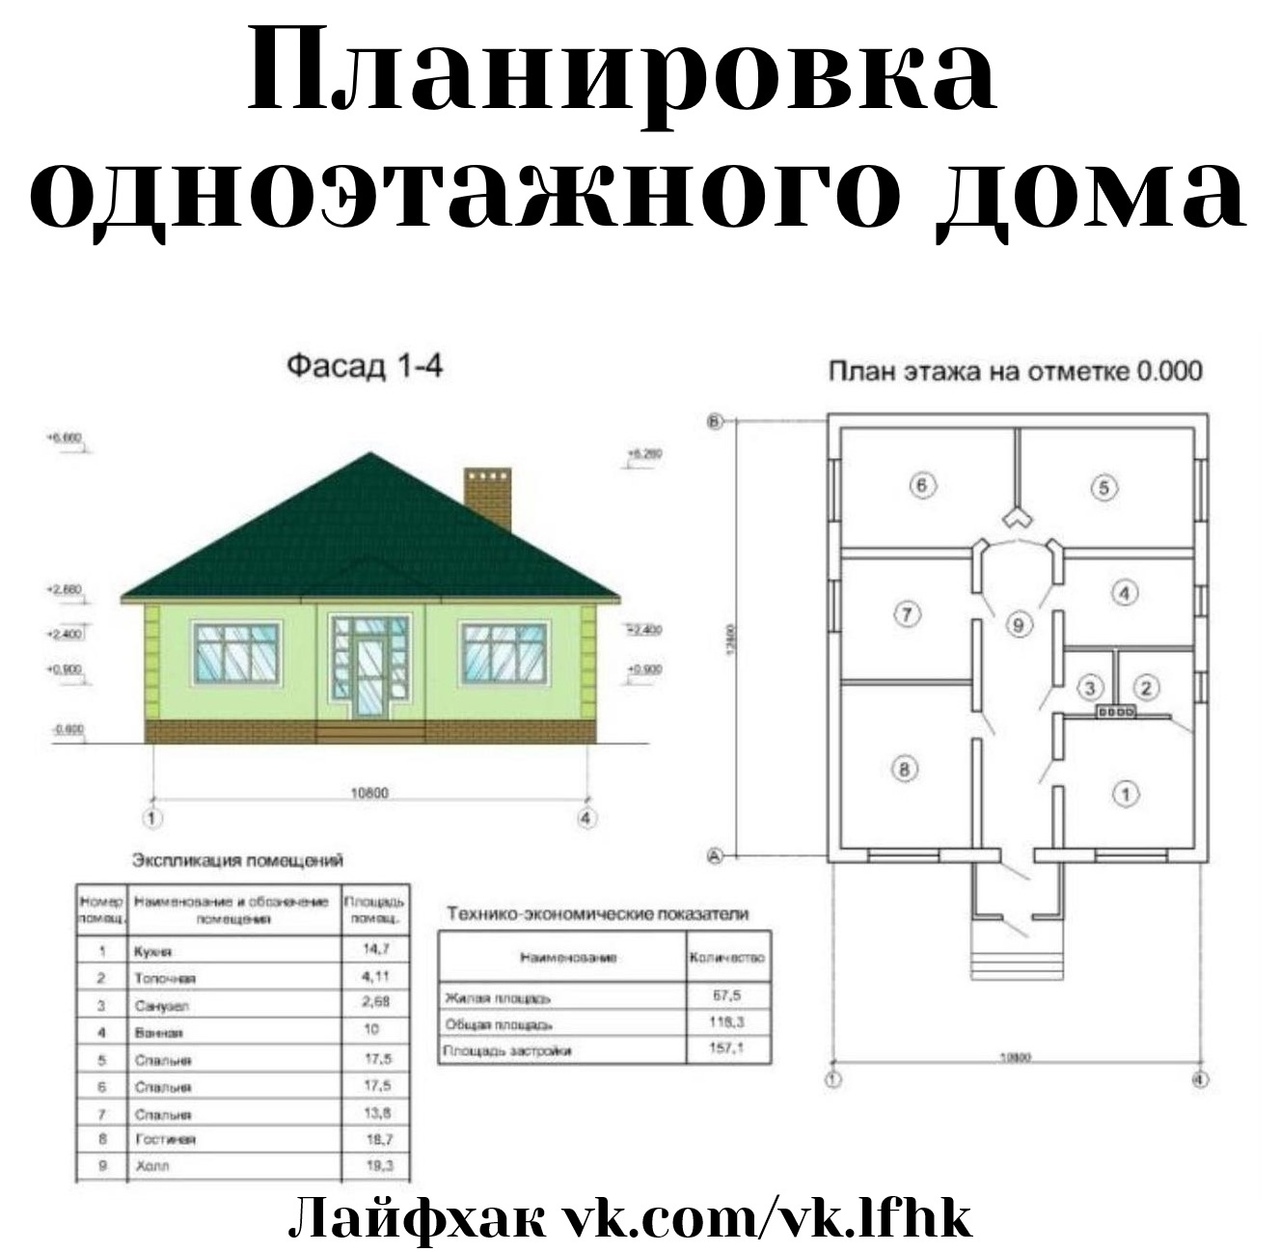 Планировка
одноэтажного дома
Фасад 1-4
План этажа на отметке 0.000
+6.660
+6.260
+2.660
+2.400
+0.900
-0.600
+2.400
+0.900
10800
1
4
В
А
6
5
7
4
9
3
2
8
1
10800
1
4
Экспликация помещений
Номер помещ. Наименование и обозначение помещения Площадь помещ.
1 Кухня 14,7
2 Топочная 4,11
3 Санузел 2,68
4 Ванная 10
5 Спальня 17,5
6 Спальня 17,5
7 Спальня 13,8
8 Гостиная 18,7
9 Холл 19,3
Технико-экономические показатели
Наименование Количество
Жилая площадь 67,5
Общая площадь 118,3
Площадь застройки 157,1
Лайфхак vk.com/vk.lfhk